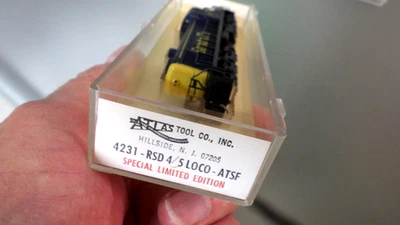 ATLAS TOOL CO., INC.
HILLSIDE, N. J. 07205
4231-RSD 4/5 LOCO-ATSF
SPECIAL LIMITED EDITION